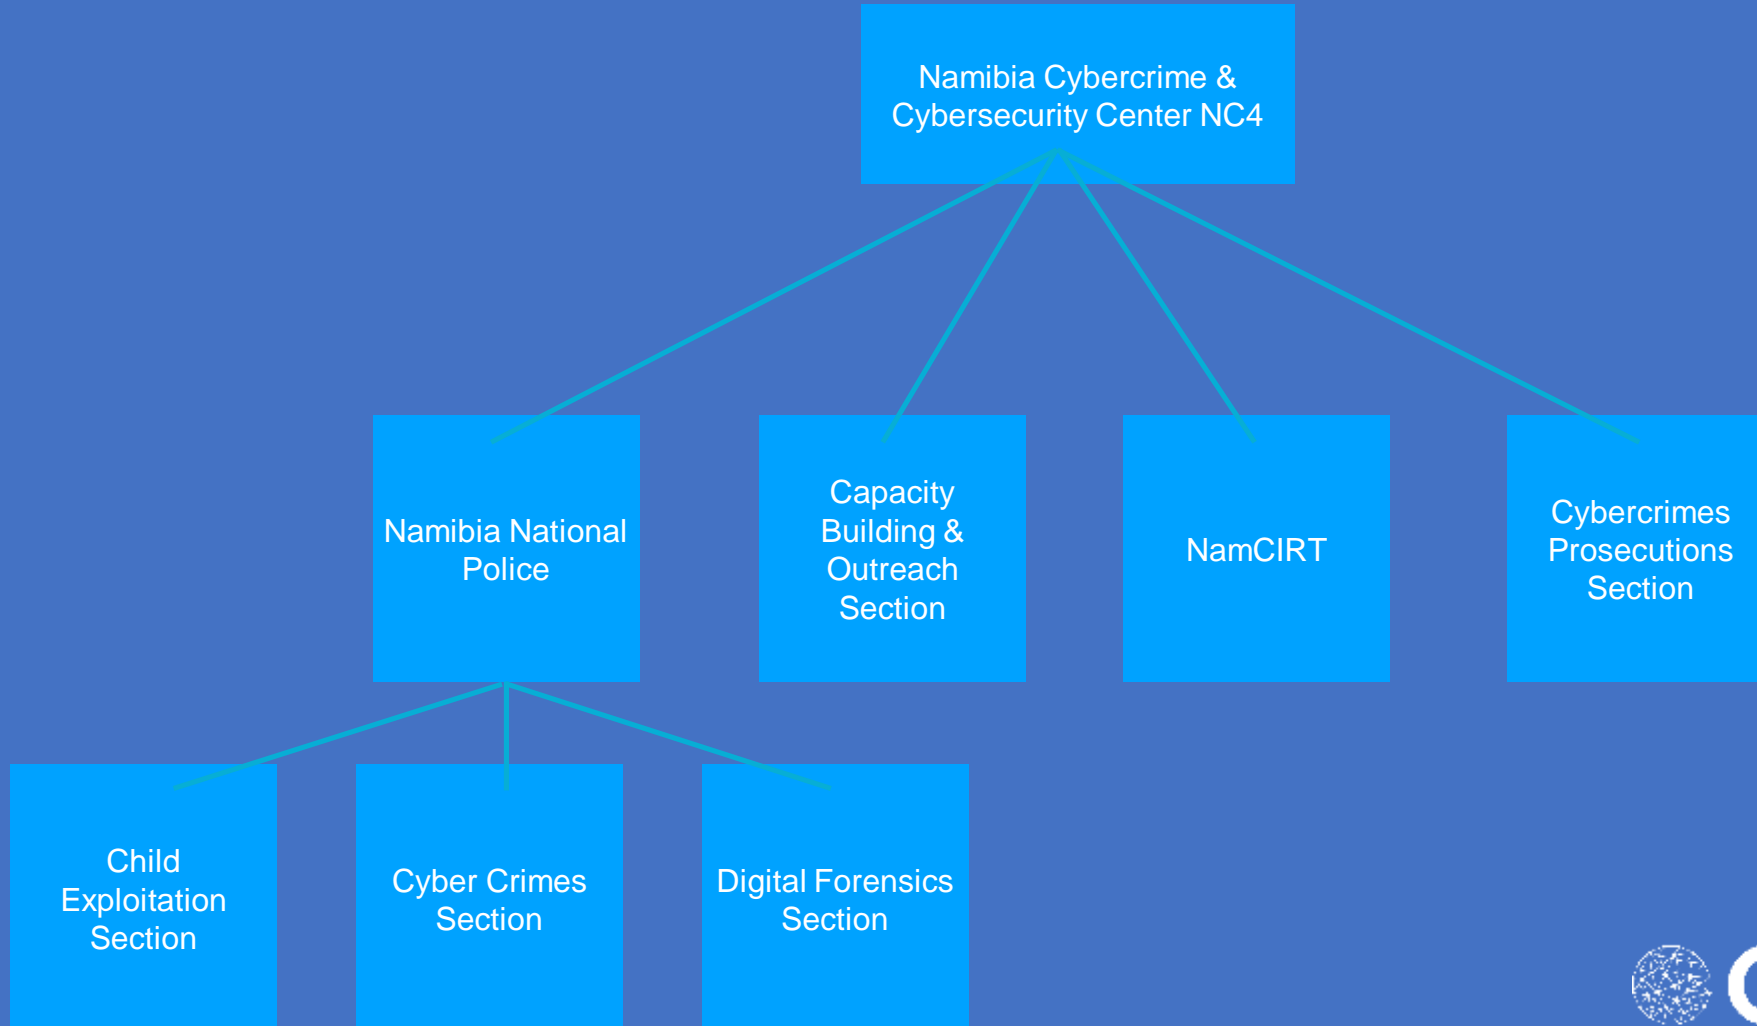 Namibia Cybercrime &
Cybersecurity Center NC4
Namibia National
Police
Capacity
Building &
Outreach
Section
NamCIRT
Cybercrimes
Prosecutions
Section
Child
Exploitation
Section
Cyber Crimes
Section
Digital Forensics
Section